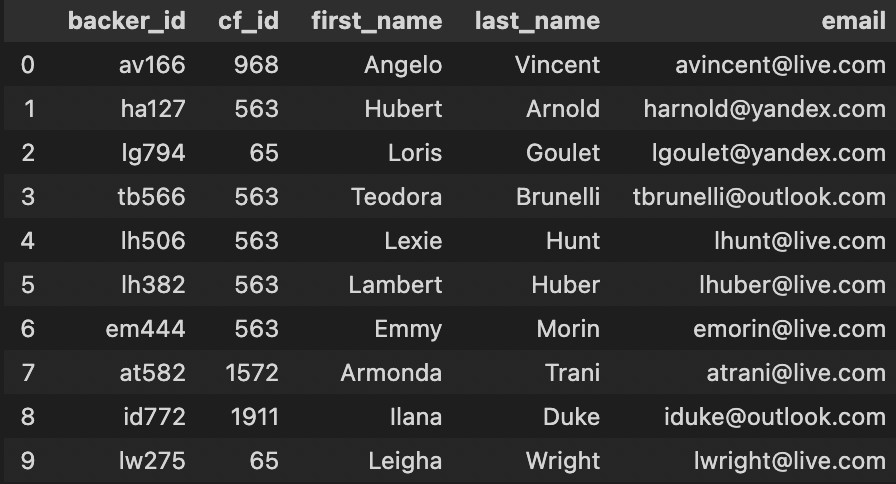 backer_id cf_id first_name last_name email
0 av166 968 Angelo Vincent avincent@live.com
1 ha127 563 Hubert Arnold harnold@yandex.com
2 lg794 65 Loris Goulet lgoulet@yandex.com
3 tb566 563 Teodora Brunelli tbrunelli@outlook.com
4 lh506 563 Lexie Hunt lhunt@live.com
5 lh382 563 Lambert Huber lhuber@live.com
6 em444 563 Emmy Morin emorin@live.com
7 at582 1572 Armonda Trani atrani@live.com
8 id772 1911 Ilana Duke iduke@outlook.com
9 lw275 65 Leigha Wright lwright@live.com